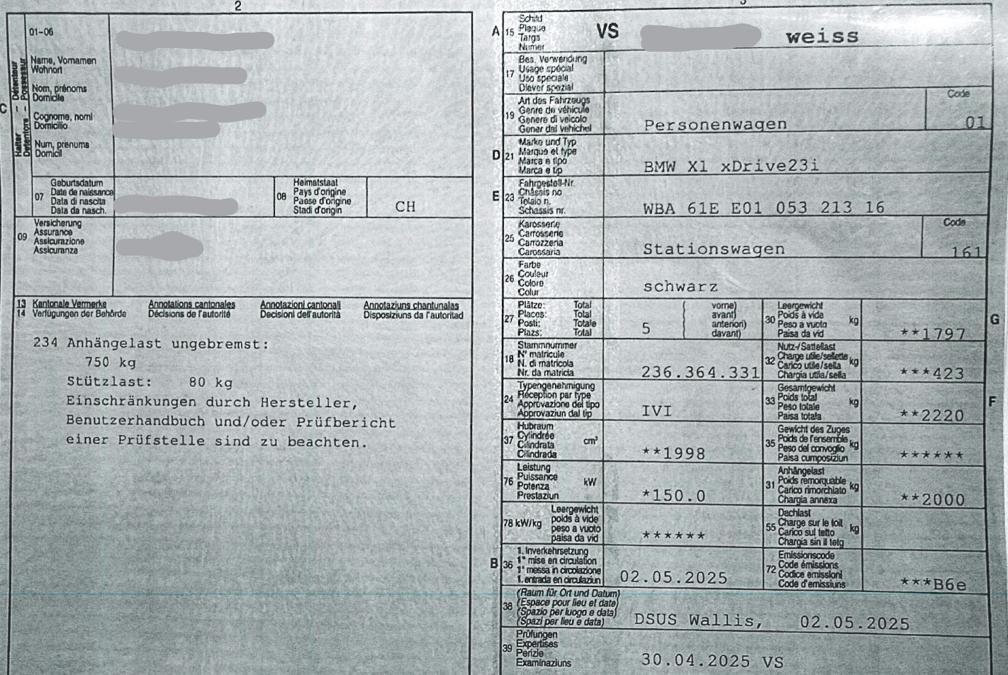 2
01-06
Halter Détenteur
Detentore Possessur
C
Name, Vornamen
Wohnort
Nom, prénoms
Domicile
Cognome, nomi
Domicilio
Num, prenums
Domicil
07
Geburtsdatum
Date de naissance
Data di nascita
Data da nasch.
08
Heimatstaat
Pays d'origine
Paese d'origine
Stadi d'origin
CH
09
Versicherung
Assurance
Assicurazione
Assicuranza
13
14
Kantonale Vermerke
Verfügungen der Behörde
Annotations cantonales
Décisions de l'autorité
Annotazioni cantonali
Decisioni dell'autorità
Annotaziuns chantunalas
Disposiziuns da l'autoritad
234 Anhängelast ungebremst:
750 kg
Stützlast: 80 kg
Einschränkungen durch Hersteller,
Benutzerhandbuch und/oder Prüfbericht
einer Prüfstelle sind zu beachten.
A 15
Schild
Plaque
Targa
Numer
VS weiss
17
Bes. Verwendung
Usage spécial
Uso speciale
Diever spezial
19
Art des Fahrzeugs
Genre de véhicule
Genere di veicolo
Gener dal vehichel
Personenwagen
Code
01
D 21
Marke und Typ
Marque et type
Marca e tipo
Marca e tip
BMW X1 xDrive23i
E 23
Fahrgestell-Nr.
Châssis no
Telaio n.
Schassis nr.
WBA 61E E01 053 213 16
25
Karosserie
Carrosserie
Carrozzeria
Carossaria
Stationswagen
Code
161
26
Farbe
Couleur
Colore
Colur
schwarz
27
Plätze: Total
Places: Total
Posti: Totale
Plazs: Total
5
vorne)
avant)
anteriori)
davant)
30
Leergewicht
Poids à vide
Peso a vuoto
Paisa da vid
kg
**1797
G
18
Stammnummer
N° matricule
N. di matricola
Nr. da matricla
236.364.331
32
Nutz-/Sattellast
Charge utile/sellette
Carico utile/sella
Chargia utila/sella
kg
***423
24
Typengenehmigung
Réception par type
Approvazione del tipo
Approvaziun dal tip
IVI
33
Gesamtgewicht
Poids total
Peso totale
Paisa totala
kg
**2220
F
37
Hubraum
Cylindrée
Cilindrata
Cilindrada
cm³
**1998
35
Gewicht des Zuges
Poids de l'ensemble
Peso del convoglio
Paisa cumposiziun
kg
******
76
Leistung
Puissance
Potenza
Prestaziun
kW
*150.0
31
Anhängelast
Poids remorquable
Carico rimorchiato
Chargia annexa
kg
**2000
78 kW/kg
Leergewicht
poids à vide
peso a vuoto
paisa da vid
******
55
Dachlast
Charge sur le toit
Carico sul tetto
Chargia sin il tetg
kg
B 36
1. Inverkehrsetzung
1re mise en circulation
1a messa in circolazione
1. entrada en circulaziun
02.05.2025
72
Emissionscode
Code émissions
Codice emissioni
Code d'emissiuns
***B6e
38
(Raum für Ort und Datum)
(Espace pour lieu et date)
(Spazio per luogo e data)
(Spazi per lieu e data)
DSUS Wallis, 02.05.2025
39
Prüfungen
Expertises
Perizie
Examinaziuns
30.04.2025 VS